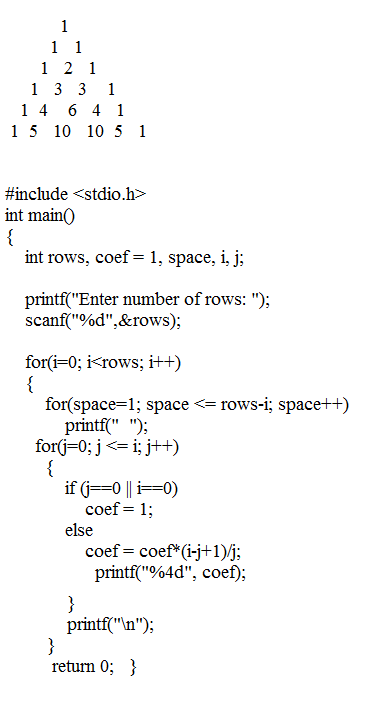 1
1 1
1 2 1
1 3 3 1
1 4 6 4 1
1 5 10 10 5 1
#include <stdio.h>
int main()
{
int rows, coef = 1, space, i, j;
printf("Enter number of rows: ");
scanf("%d",&rows);
for(i=0; i<rows; i++)
{
for(space=1; space <= rows-i; space++)
printf("  ");
for(j=0; j <= i; j++)
{
if (j==0 || i==0)
coef = 1;
else
coef = coef*(i-j+1)/j;
printf("%4d", coef);
}
printf("\n");
}
return 0; }